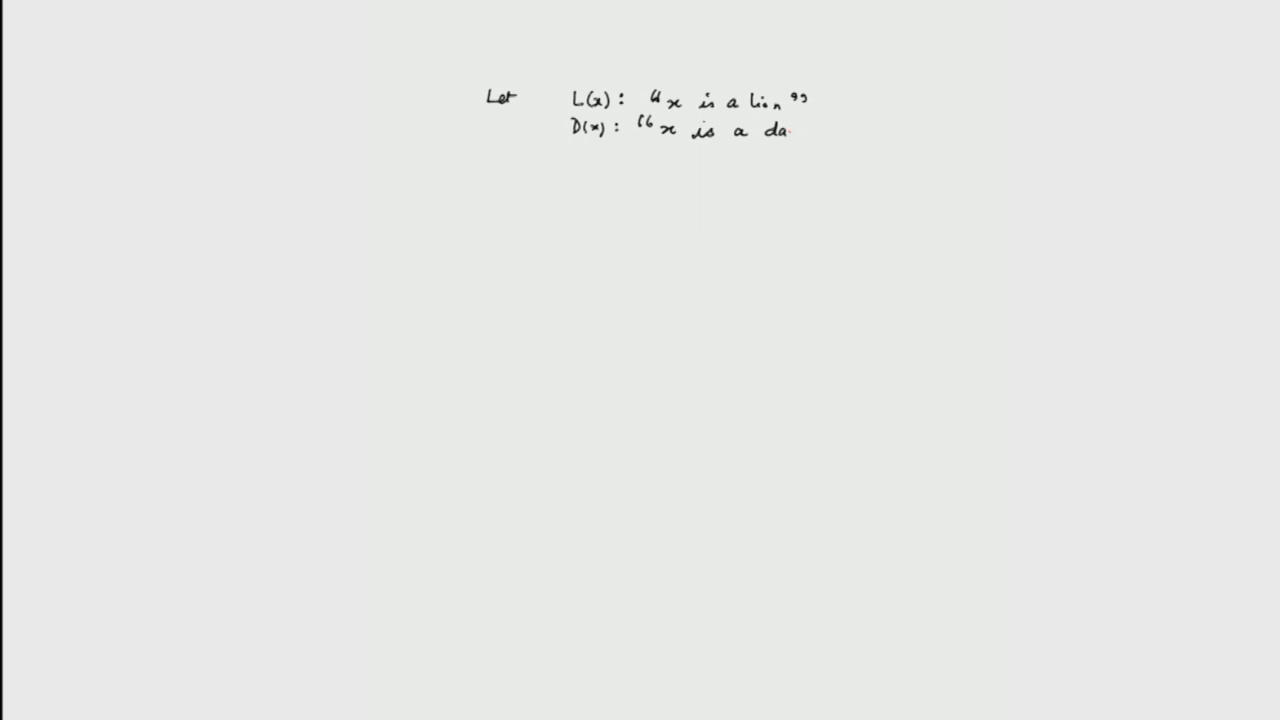 Let L(x) : "x is a lion"
D(x) : "x is a da